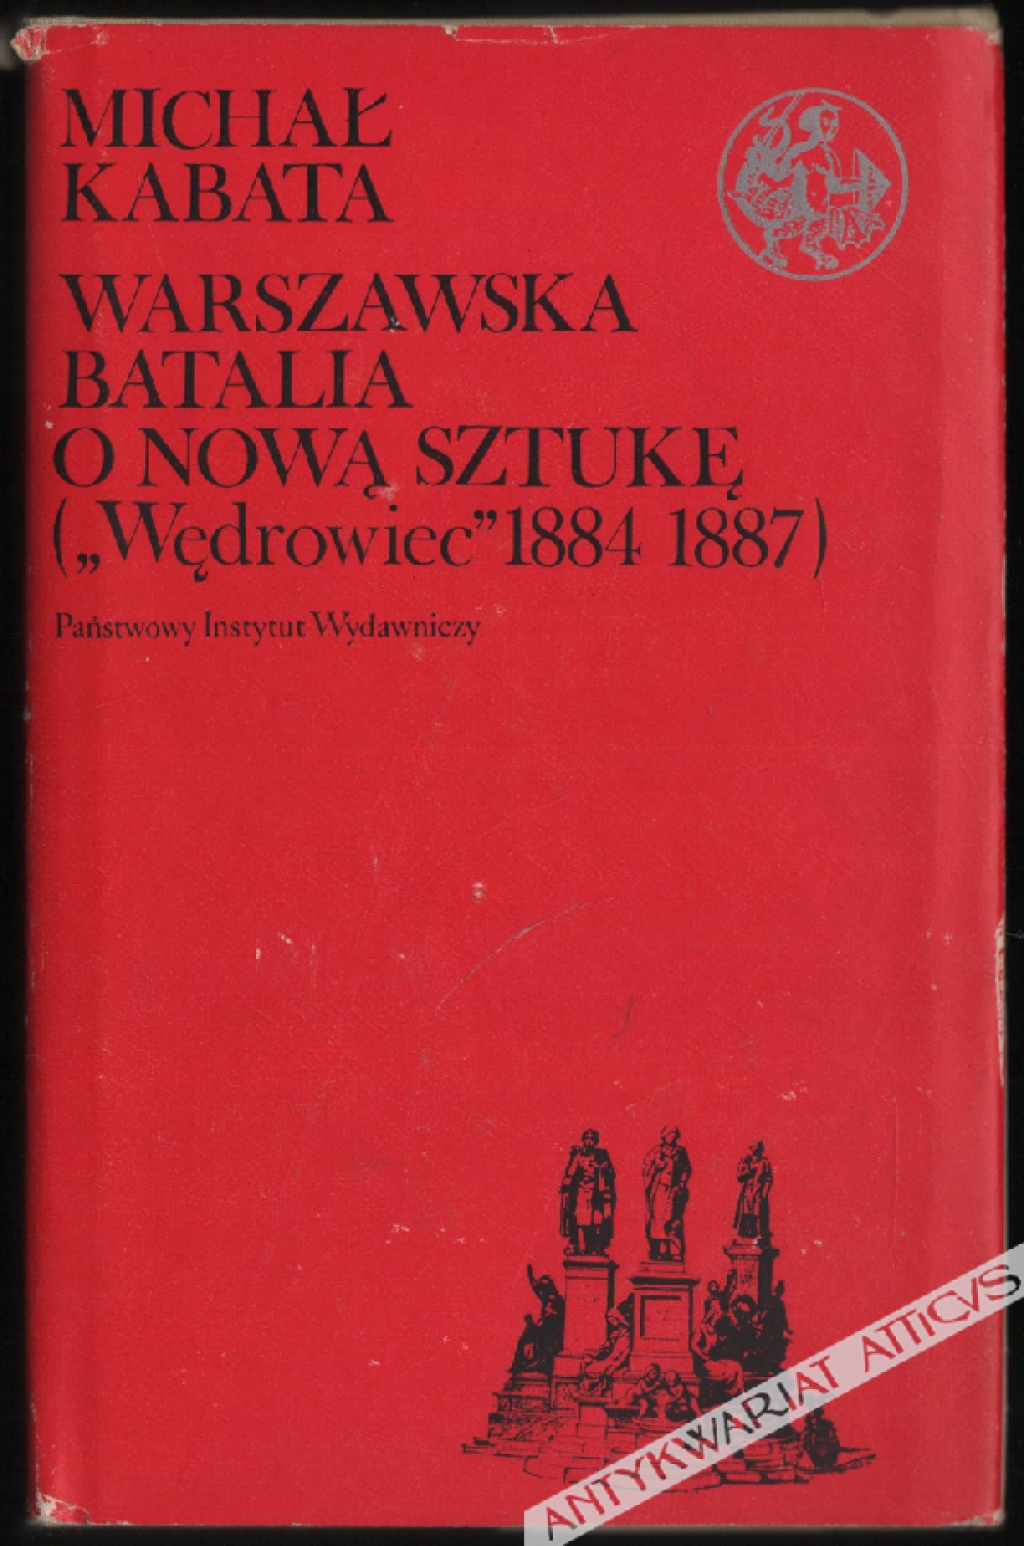 MICHAŁ
KABATA
WARSZAWSKA
BATALIA
O NOWĄ SZTUKĘ
(„Wędrowiec” 1884 1887)
Państwowy Instytut Wydawniczy
ANTYKWARIAT ATTICVS